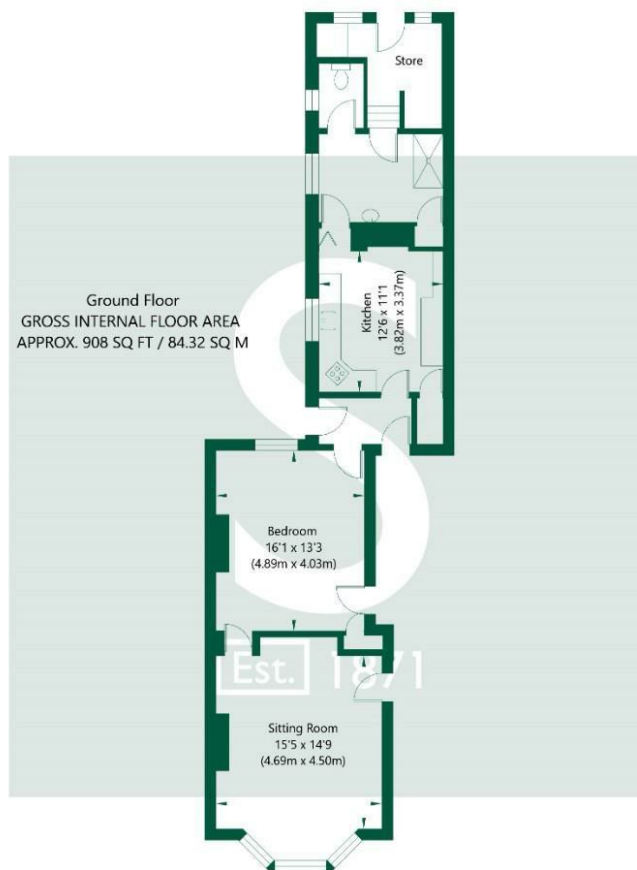 Store
Ground Floor
GROSS INTERNAL FLOOR AREA
APPROX. 908 SQ FT / 84.32 SQ M
Kitchen
12'6 x 11'1
(3.82m x 3.37m)
Bedroom
16'1 x 13'3
(4.89m x 4.03m)
Est. 1871
Sitting Room
15'5 x 14'9
(4.69m x 4.50m)
S